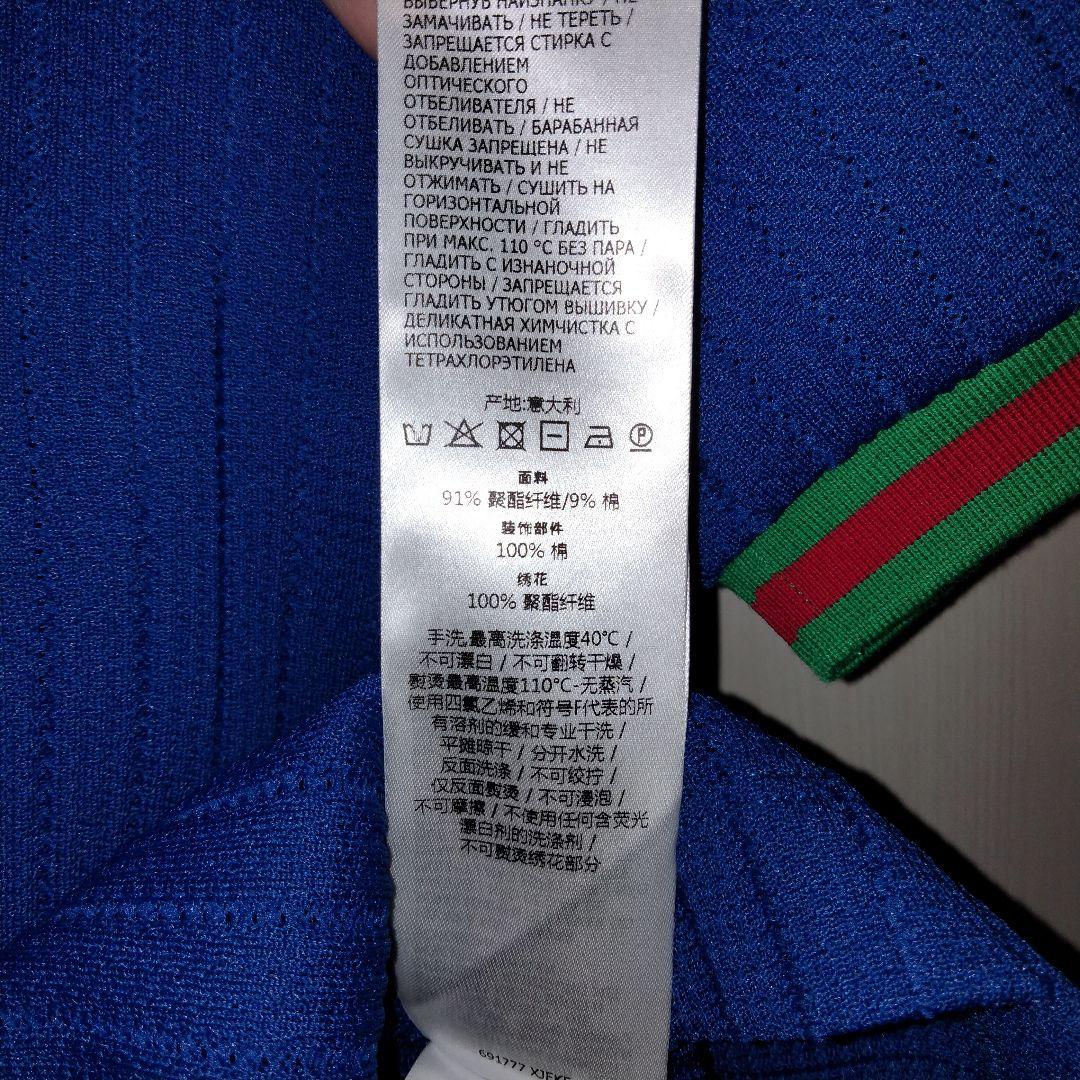 ВЫВЕРНУВ НАИЗНАНКУ / НЕ
ЗАМАЧИВАТЬ / НЕ ТЕРЕТЬ /
ЗАПРЕЩАЕТСЯ СТИРКА С
ДОБАВЛЕНИЕМ
ОПТИЧЕСКОГО
ОТБЕЛИВАТЕЛЯ / НЕ
ОТБЕЛИВАТЬ / БАРАБАННАЯ
СУШКА ЗАПРЕЩЕНА / НЕ
ВЫКРУЧИВАТЬ И НЕ
ОТЖИМАТЬ / СУШИТЬ НА
ГОРИЗОНТАЛЬНОЙ
ПОВЕРХНОСТИ / ГЛАДИТЬ
ПРИ МАКС. 110 °C БЕЗ ПАРА /
ГЛАДИТЬ С ИЗНАНОЧНОЙ
СТОРОНЫ / ЗАПРЕЩАЕТСЯ
ГЛАДИТЬ УТЮГОМ ВЫШИВКУ /
ДЕЛИКАТНАЯ ХИМЧИСТКА С
ИСПОЛЬЗОВАНИЕМ
ТЕТРАХЛОРЭТИЛЕНА
产地:意大利
P
面料
91% 聚酯纤维/9% 棉
装饰部件
100% 棉
绣花
100% 聚酯纤维
手洗,最高洗涤温度40℃ /
不可漂白 / 不可翻转干燥 /
熨烫最高温度110℃-无蒸汽 /
使用四氯乙烯和符号F代表的所
有溶剂的缓和专业干洗 /
平摊晾干 / 分开水洗 /
反面洗涤 / 不可绞拧 /
仅反面熨烫 / 不可浸泡 /
不可摩擦 / 不使用任何含荧光
漂白剂的洗涤剂 /
不可熨烫绣花部分
691777